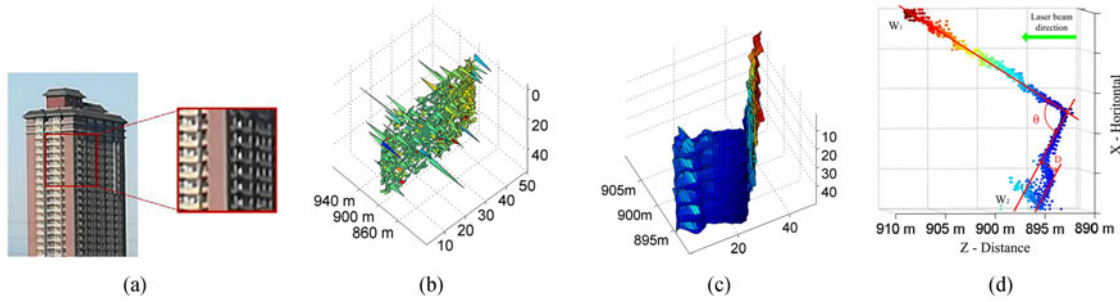 0
20
40
940 m
900 m
860 m
10
20
30
40
50
905m
900m
895m
10
20
30
40
20
40
W1
Laser beam
direction
θ
D
W2
X - Horitontal
910 m 905 m 900 m 895 m 890 m
Z - Distance
(a) (b) (c) (d)